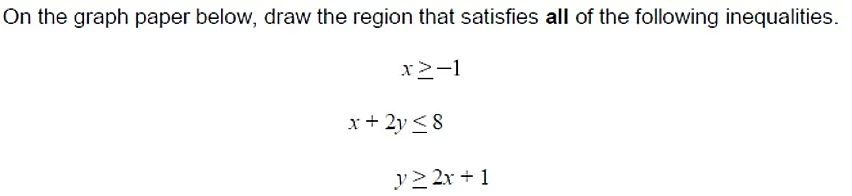 On the graph paper below, draw the region that satisfies all of the following inequalities.
x ≥ −1
x + 2y ≤ 8
y ≥ 2x + 1